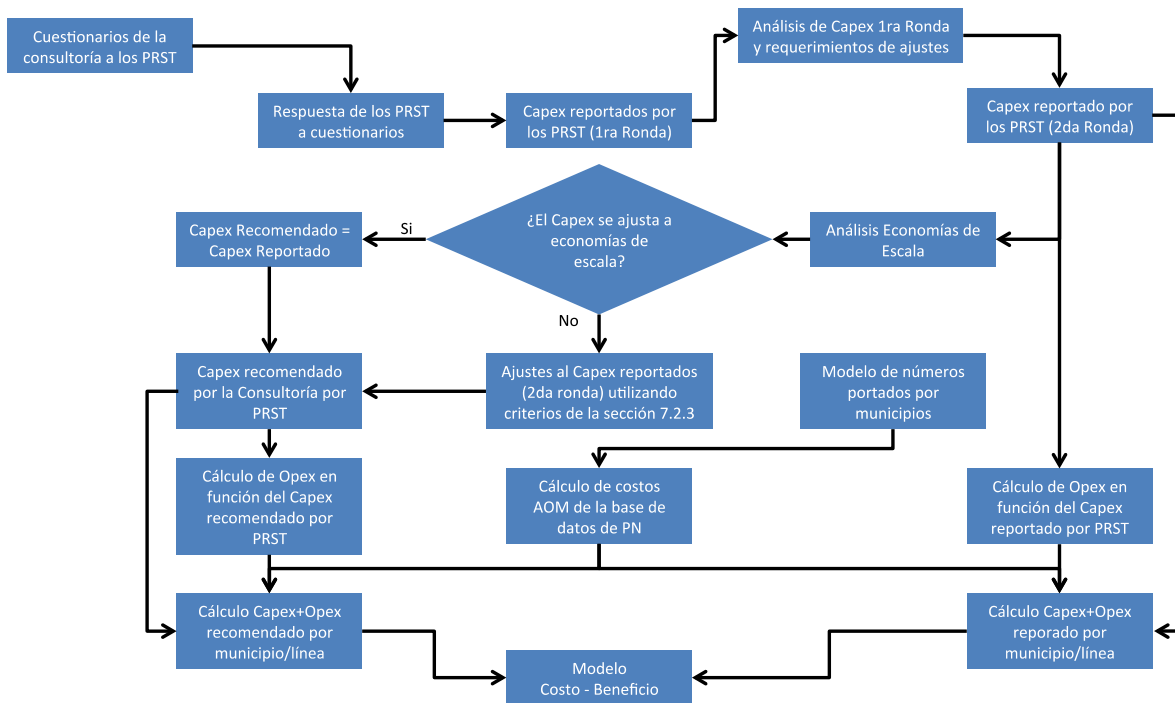 Cuestionarios de la
consultoría a los PRST
Análisis de Capex 1ra Ronda
y requerimientos de ajustes
Respuesta de los PRST
a cuestionarios
Capex reportados por
los PRST (1ra Ronda)
Capex reportado por
los PRST (2da Ronda)
Capex Recomendado =
Capex Reportado
Si
¿El Capex se ajusta a
economías de
escala?
Análisis Economías de
Escala
No
Capex recomendado
por la Consultoría por
PRST
Ajustes al Capex reportados
(2da ronda) utilizando
criterios de la sección 7.2.3
Modelo de números
portados por
municipios
Cálculo de Opex en
función del Capex
recomendado por
PRST
Cálculo de costos
AOM de la base de
datos de PN
Cálculo de Opex en
función del Capex
reportado por PRST
Cálculo Capex+Opex
recomendado por
municipio/línea
Cálculo Capex+Opex
reporado por
municipio/línea
Modelo
Costo - Beneficio